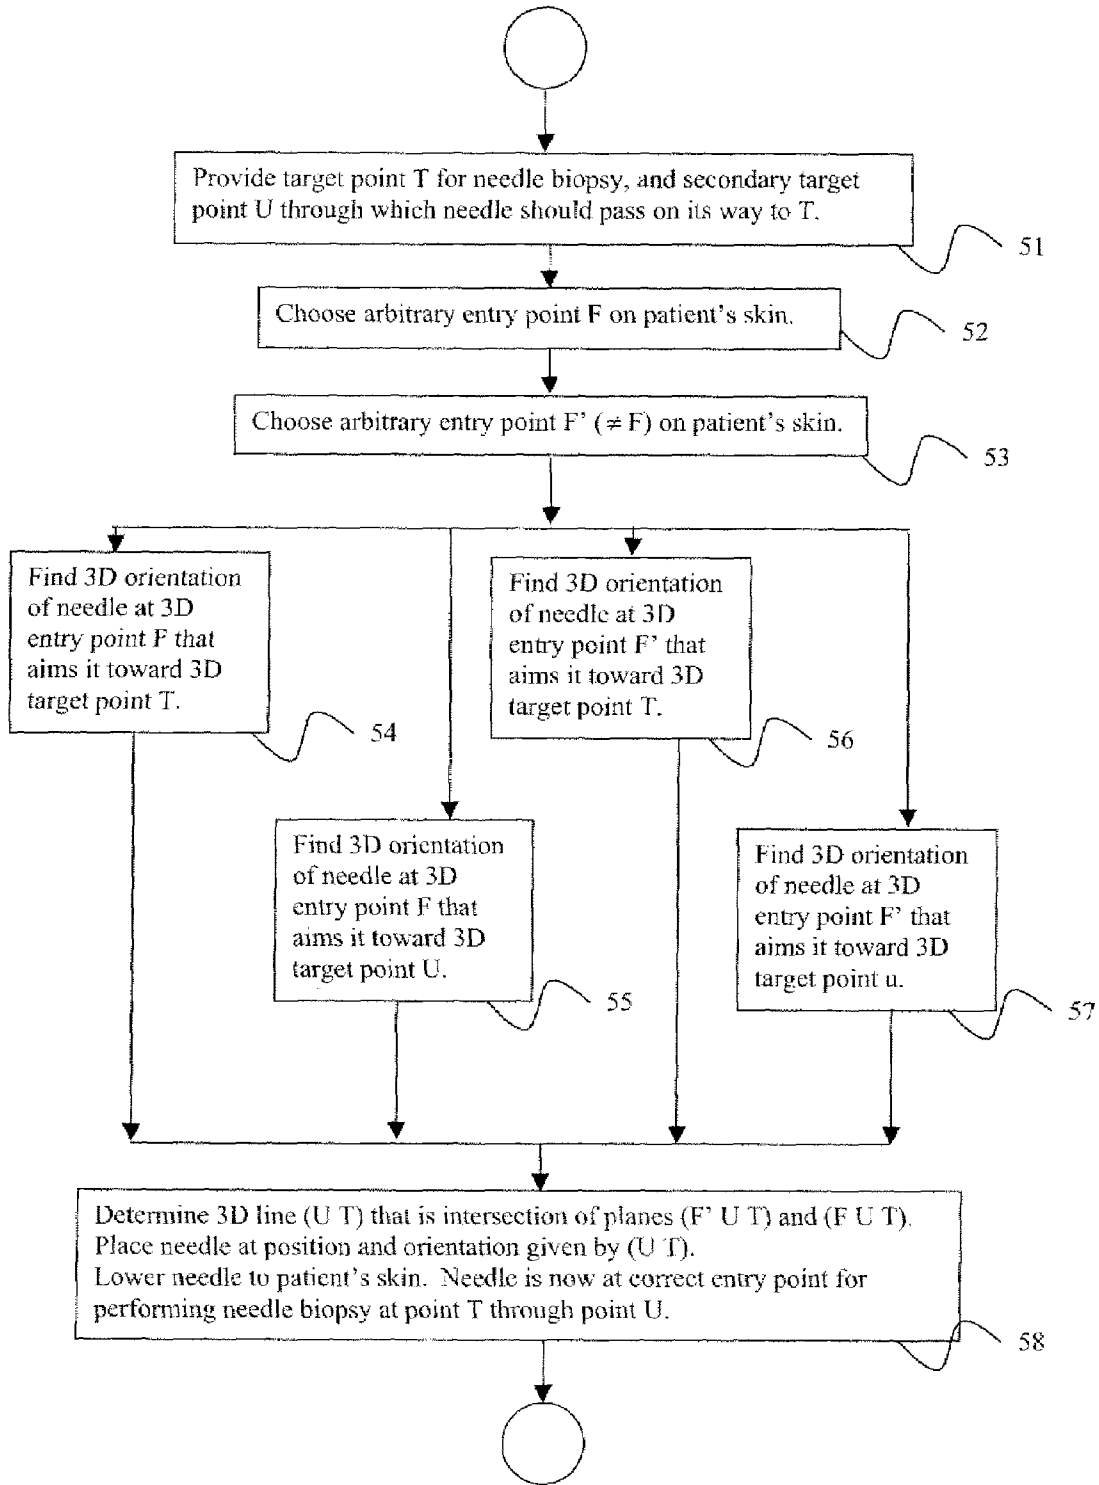 Provide target point T for needle biopsy, and secondary target
point U through which needle should pass on its way to T.
51
Choose arbitrary entry point F on patient's skin.
52
Choose arbitrary entry point F' (≠ F) on patient's skin.
53
Find 3D orientation
of needle at 3D
entry point F that
aims it toward 3D
target point T.
54
Find 3D orientation
of needle at 3D
entry point F' that
aims it toward 3D
target point T.
56
Find 3D orientation
of needle at 3D
entry point F that
aims it toward 3D
target point U.
55
Find 3D orientation
of needle at 3D
entry point F' that
aims it toward 3D
target point u.
57
Determine 3D line (U T) that is intersection of planes (F' U T) and (F U T).
Place needle at position and orientation given by (U T).
Lower needle to patient's skin. Needle is now at correct entry point for
performing needle biopsy at point T through point U.
58